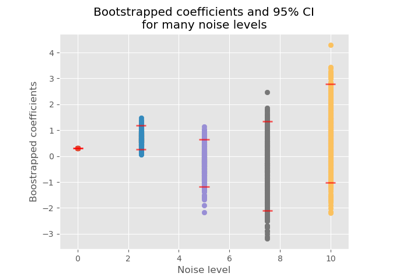 Bootstrapped coefficients and 95% CI
for many noise levels
Boostrapped coefficients
4
3
2
1
0
−1
−2
−3
0 2 4 6 8 10
Noise level